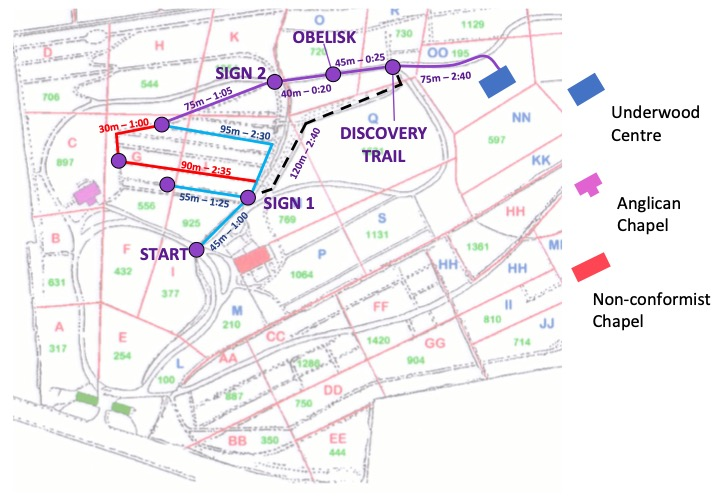 O
R
1129
OBELISK
730
OO
195
D
H
K
45m – 0:25
SIGN 2
75m – 2:40
544
40m – 0:20
706
75m – 1:05
Underwood
Centre
30m – 1:00
95m – 2:30
Q
DISCOVERY
TRAIL
NN
597
C
897
G
120m – 2:40
KK
90m – 2:35
55m – 1:25
SIGN 1
Anglican
Chapel
556
925
769
S
1131
HH
B
START
45m – 1:00
F
432
I
377
P
1064
1381
HH
HH
631
Non-conformist
Chapel
M
210
FF
II
810
JJ
714
A
317
E
254
CC
1420
GG
904
L
100
AA
1286
887
DD
750
BB
350
EE
444